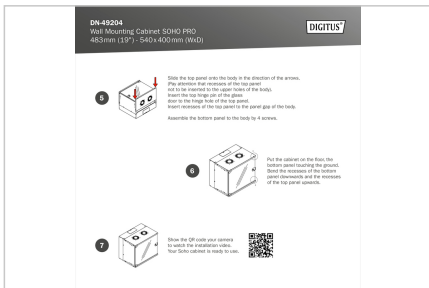 DN-49204
Wall Mounting Cabinet SOHO PRO
483mm (19") - 540x400mm (WxD)
DIGITUS®
5
Slide the top panel onto the body in the direction of the arrows.
(Pay attention that recesses of the top panel
not to be inserted to the upper holes of the body).
Insert the top hinge pin of the glass
door to the hinge hole of the top panel.
Insert recesses of the top panel to the panel gap of the body.
Assemble the bottom panel to the body by 4 screws.
6
Put the cabinet on the floor, the
bottom panel touching the ground.
Bend the recesses of the bottom
panel downwards and the recesses
of the top panel upwards.
7
Show the QR code your camera
to watch the installation video.
Your Soho cabinet is ready to use.